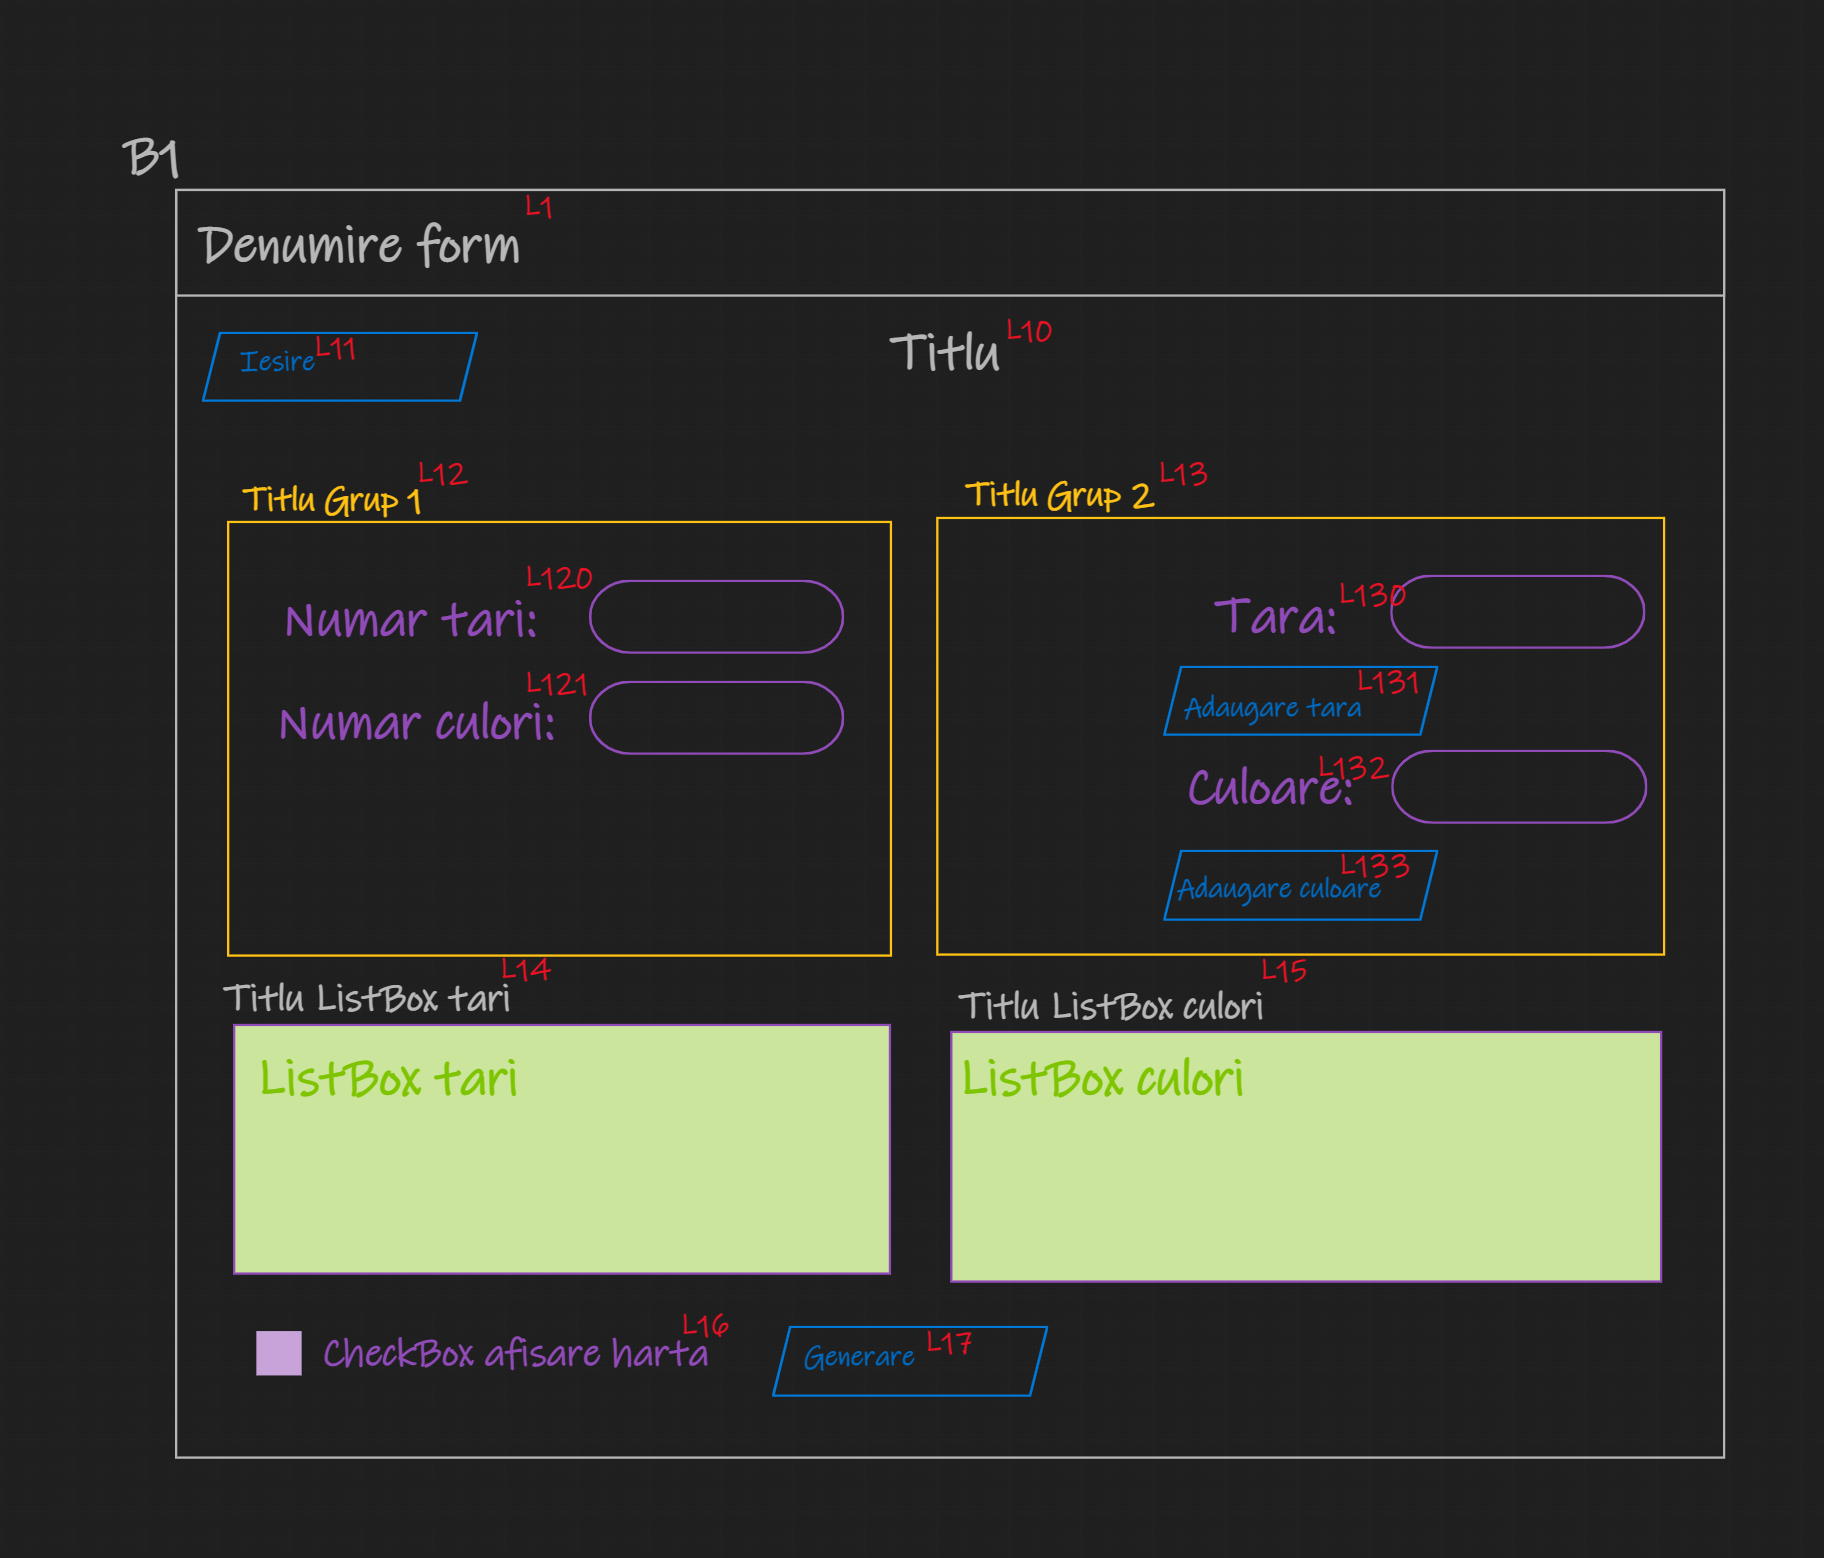 B1
Denumire form L1
Iesire L11
Titlu L10
Titlu Grup 1 L12
Titlu Grup 2 L13
Numar tari: L120
Numar culori: L121
Tara: L130
Adaugare tara L131
Culoare: L132
Adaugare culoare L133
Titlu ListBox tari L14
Titlu ListBox culori L15
ListBox tari
ListBox culori
CheckBox afisare harta L16
Generare L17